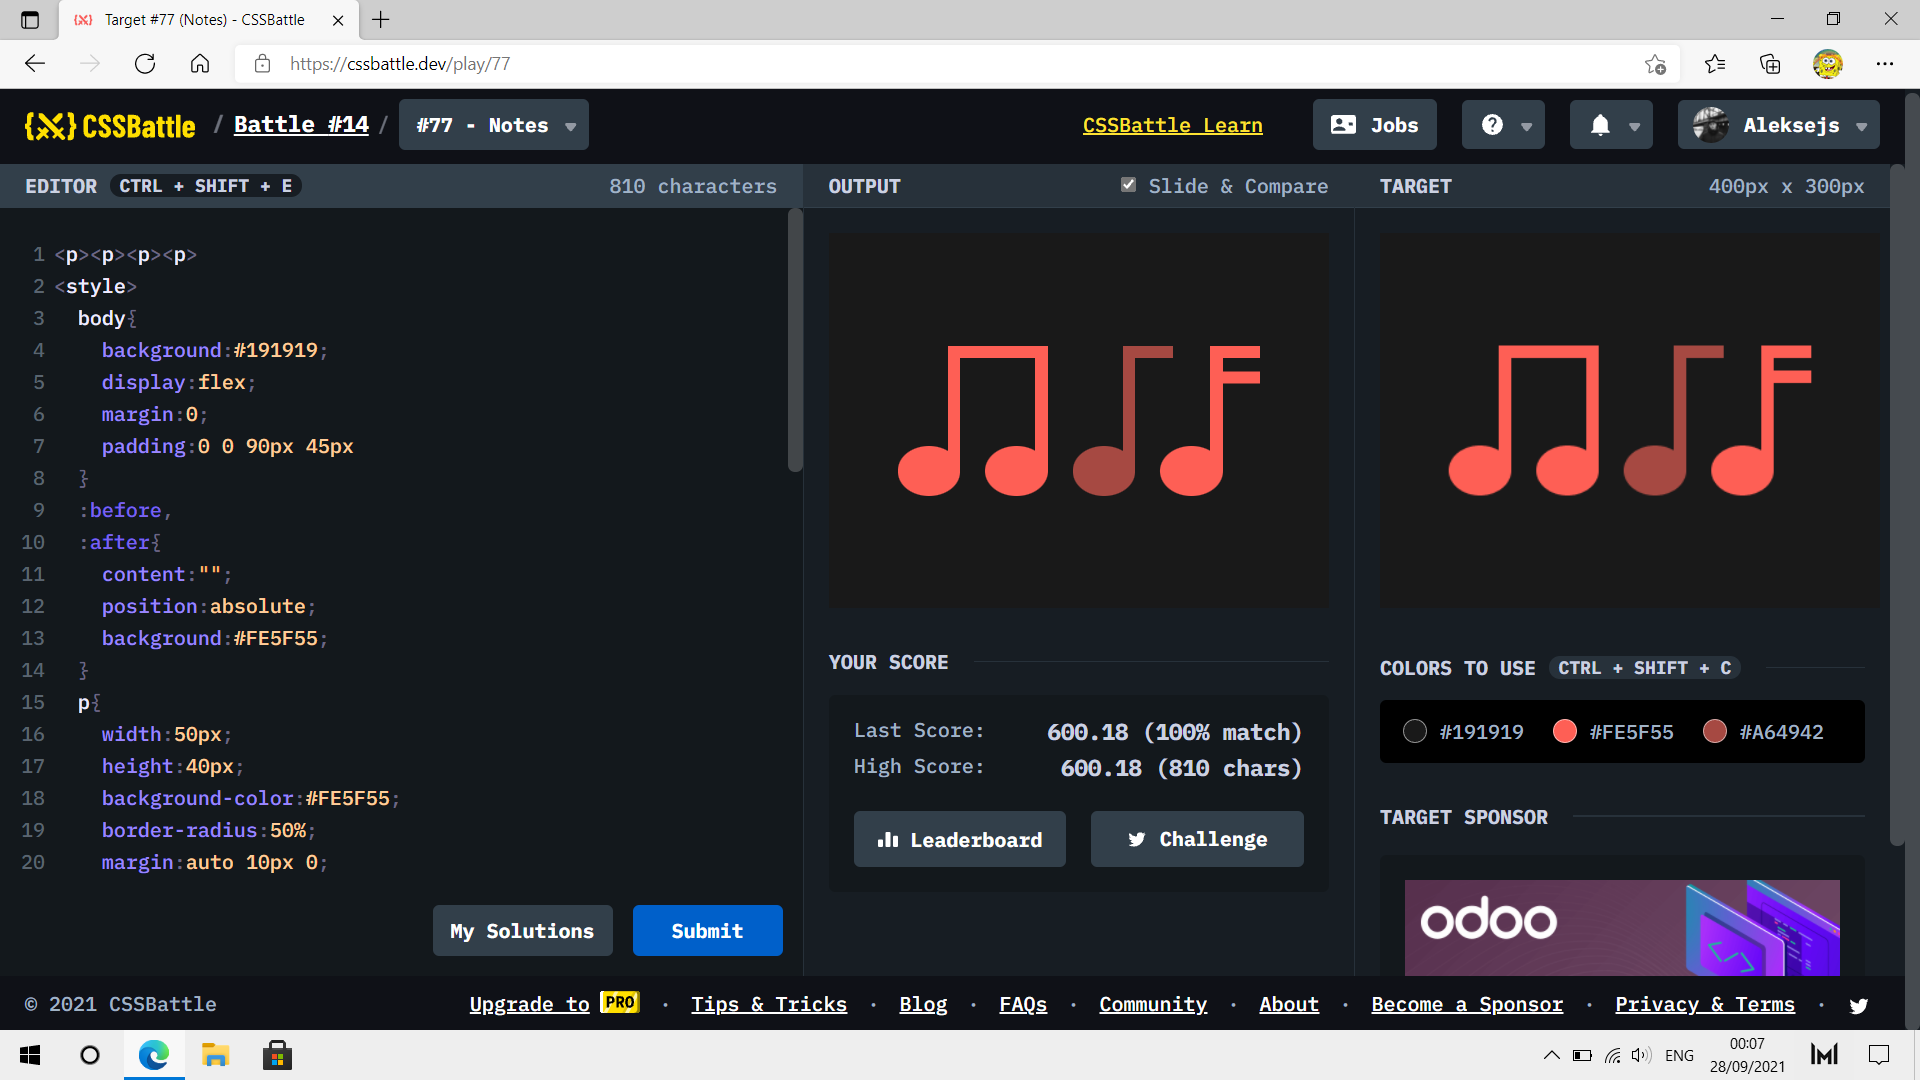 Target #77 (Notes) - CSSBattle
https://cssbattle.dev/play/77
{X} CSSBattle / Battle #14 / #77 - Notes
CSSBattle Learn Jobs Aleksejs
EDITOR CTRL + SHIFT + E 810 characters
OUTPUT Slide & Compare
TARGET 400px x 300px
1 <p><p><p><p>
2 <style>
3 body{
4 background:#191919;
5 display:flex;
6 margin:0;
7 padding:0 0 90px 45px
8 }
9 :before,
10 :after{
11 content:"";
12 position:absolute;
13 background:#FE5F55;
14 }
15 p{
16 width:50px;
17 height:40px;
18 background-color:#FE5F55;
19 border-radius:50%;
20 margin:auto 10px 0;
My Solutions Submit
YOUR SCORE
Last Score: 600.18 (100% match)
High Score: 600.18 (810 chars)
Leaderboard Challenge
COLORS TO USE CTRL + SHIFT + C
#191919 #FE5F55 #A64942
TARGET SPONSOR
odoo
</>
© 2021 CSSBattle
Upgrade to PRO · Tips & Tricks · Blog · FAQs · Community · About · Become a Sponsor · Privacy & Terms ·
ENG
00:07
28/09/2021